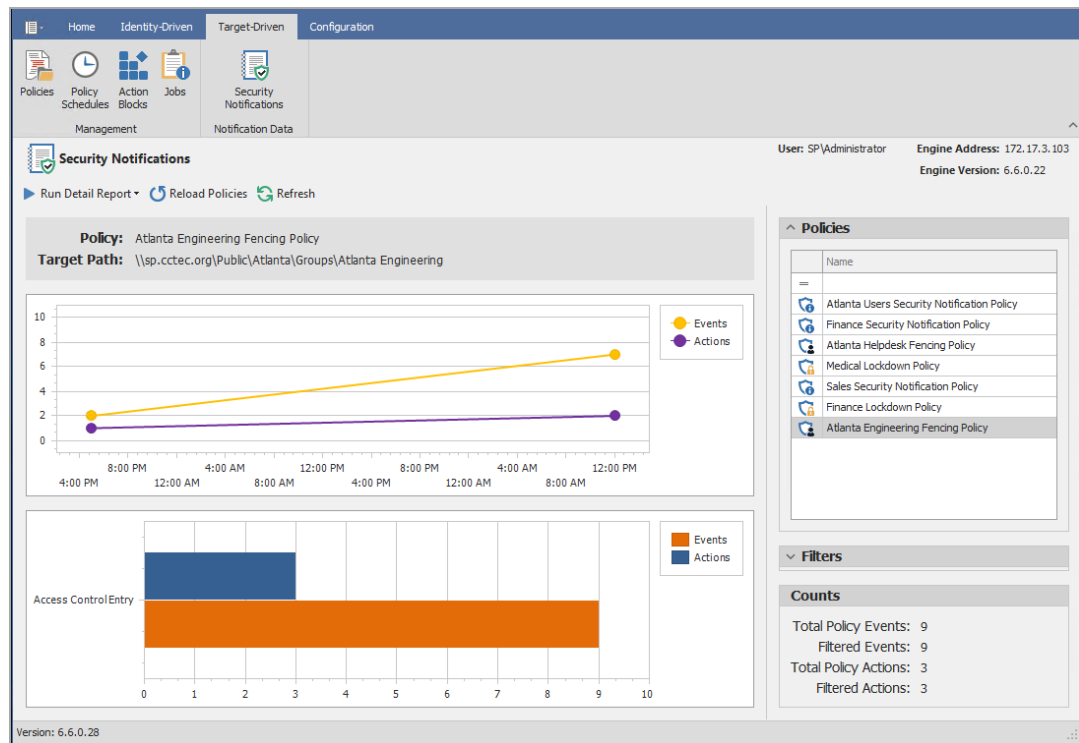 Home Identity-Driven Target-Driven Configuration
Policies Policy Schedules Action Blocks Jobs Security Notifications
Management Notification Data
Security Notifications
User: SP\Administrator Engine Address: 172.17.3.103
Engine Version: 6.6.0.22
Run Detail Report Reload Policies Refresh
Policy: Atlanta Engineering Fencing Policy
Target Path: \\sp.cctec.org\Public\Atlanta\Groups\Atlanta Engineering
10
8
6
4
2
0
8:00 PM 4:00 AM 12:00 PM 8:00 PM 4:00 AM 12:00 PM
4:00 PM 12:00 AM 8:00 AM 4:00 PM 12:00 AM 8:00 AM
Events
Actions
Access Control Entry
0 1 2 3 4 5 6 7 8 9 10
Events
Actions
Policies
Name
=
Atlanta Users Security Notification Policy
Finance Security Notification Policy
Atlanta Helpdesk Fencing Policy
Medical Lockdown Policy
Sales Security Notification Policy
Finance Lockdown Policy
Atlanta Engineering Fencing Policy
Filters
Counts
Total Policy Events: 9
Filtered Events: 9
Total Policy Actions: 3
Filtered Actions: 3
Version: 6.6.0.28